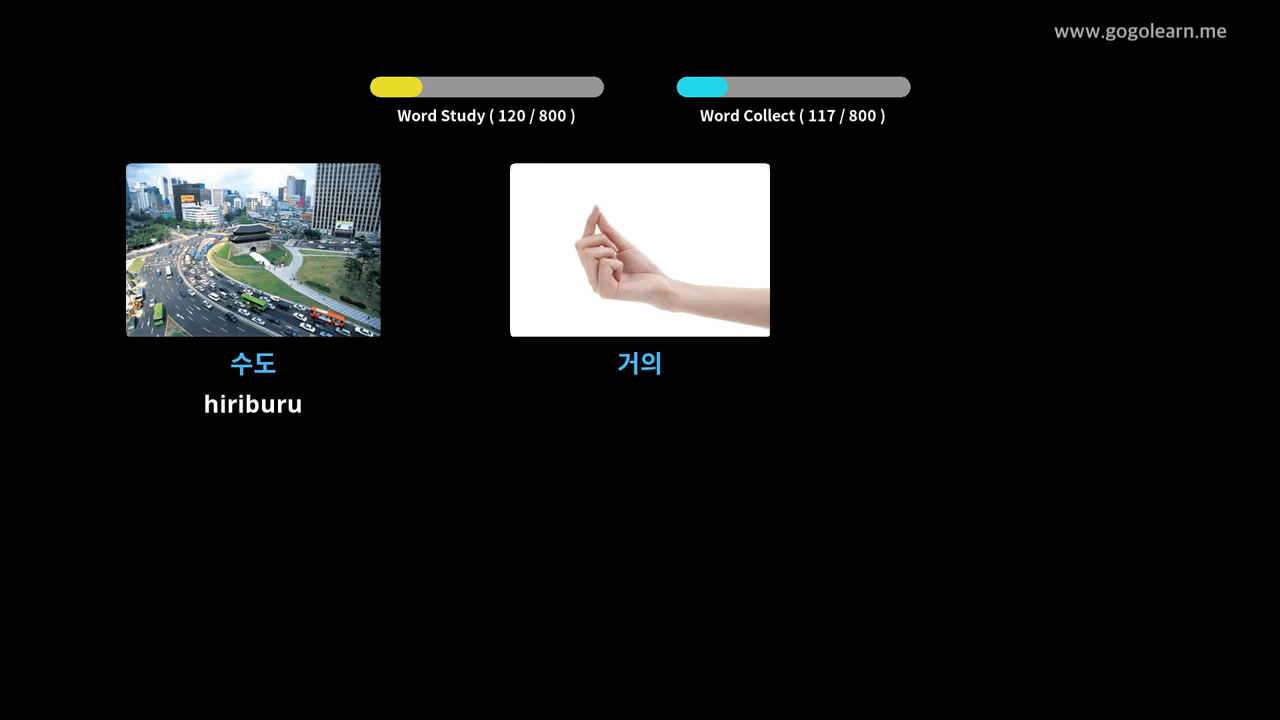 www.gogolearn.me
Word Study ( 120 / 800 )
Word Collect ( 117 / 800 )
수도
거의
hiriburu